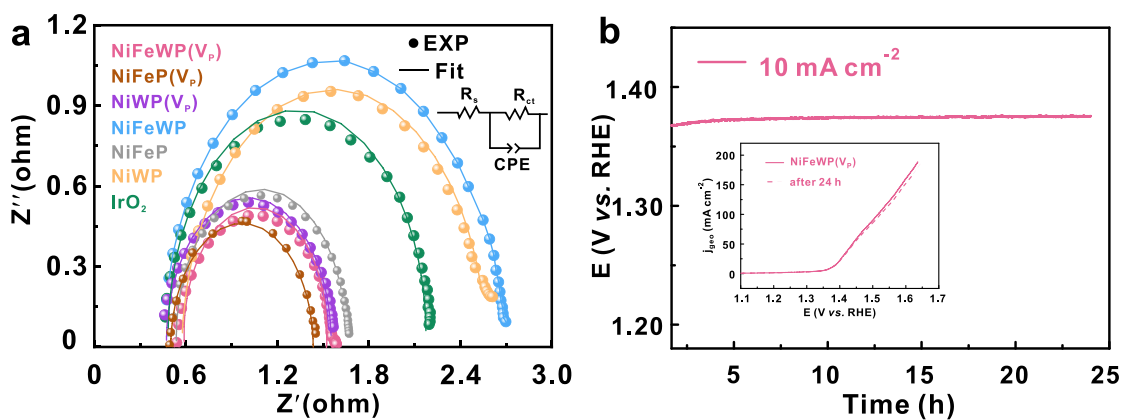 a
1.2
0.9
0.6
0.3
0
Z′′(ohm)
NiFeWP(Vₚ)
NiFeP(Vₚ)
NiWP(Vₚ)
NiFeWP
NiFeP
NiWP
IrO₂
EXP
Fit
Rₛ
R_ct
CPE
0 0.6 1.2 1.8 2.4 3.0
Z′(ohm)
b
10 mA cm⁻²
1.40
1.30
1.20
E (V vs. RHE)
200
150
100
50
0
j_geo (mA cm⁻²)
NiFeWP(Vₚ)
after 24 h
1.1 1.2 1.3 1.4 1.5 1.6 1.7
E (V vs. RHE)
5 10 15 20 25
Time (h)